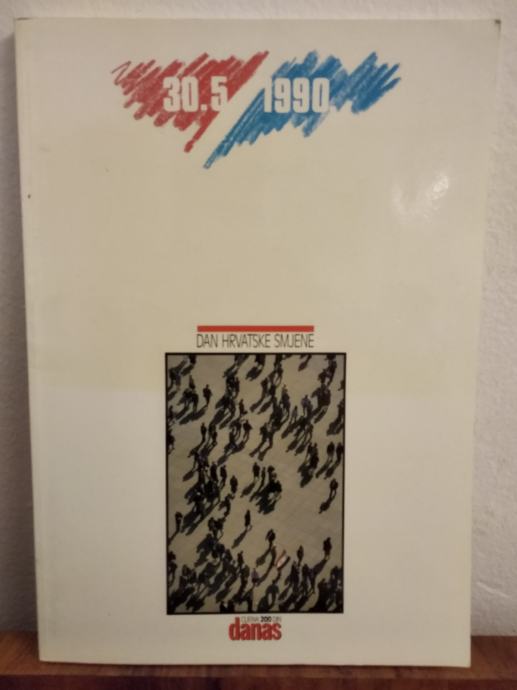 30.5 1990.
DAN HRVATSKE SMJENE
CIJENA 200 DIN
danas